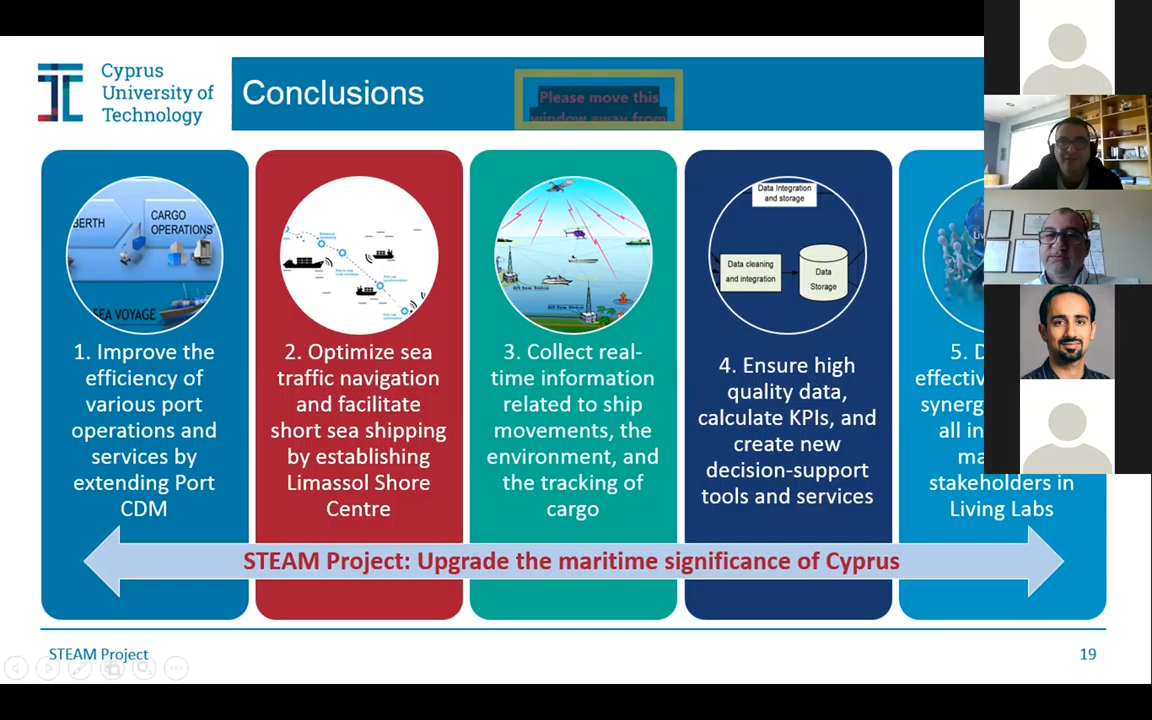 Cyprus
University of
Technology
Conclusions
Please move this
window away from
BERTH
CARGO
OPERATIONS
SEA VOYAGE
1. Improve the
efficiency of
various port
operations and
services by
extending Port
CDM
2. Optimize sea
traffic navigation
and facilitate
short sea shipping
by establishing
Limassol Shore
Centre
3. Collect real-
time information
related to ship
movements, the
environment, and
the tracking of
cargo
Data Integration
and storage
Data cleaning
and integration
Data
Storage
4. Ensure high
quality data,
calculate KPIs, and
create new
decision-support
tools and services
5. D
effectiv
synerg
all in
ma
stakeholders in
Living Labs
STEAM Project: Upgrade the maritime significance of Cyprus
STEAM Project
19